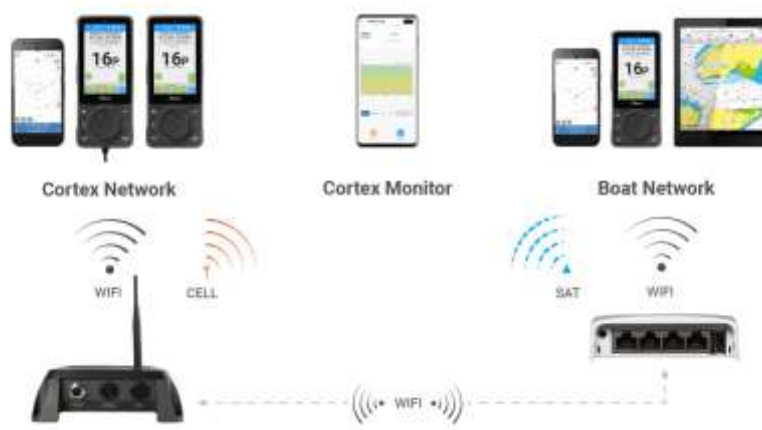 16P
16P
16P
Cortex Network
Cortex Monitor
Boat Network
WIFI
CELL
SAT
WIFI
WIFI